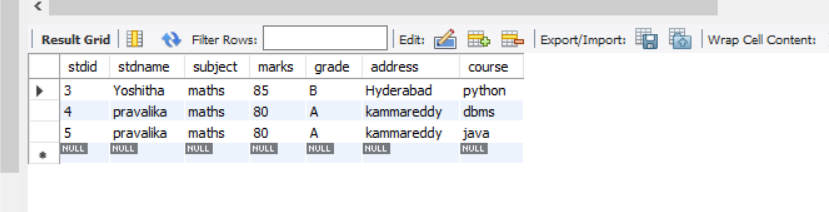 Result Grid Filter Rows: Edit: Export/Import: Wrap Cell Content:
stdid stdname subject marks grade address course
3 Yoshitha maths 85 B Hyderabad python
4 pravalika maths 80 A kammareddy dbms
5 pravalika maths 80 A kammareddy java
NULL NULL NULL NULL NULL NULL NULL